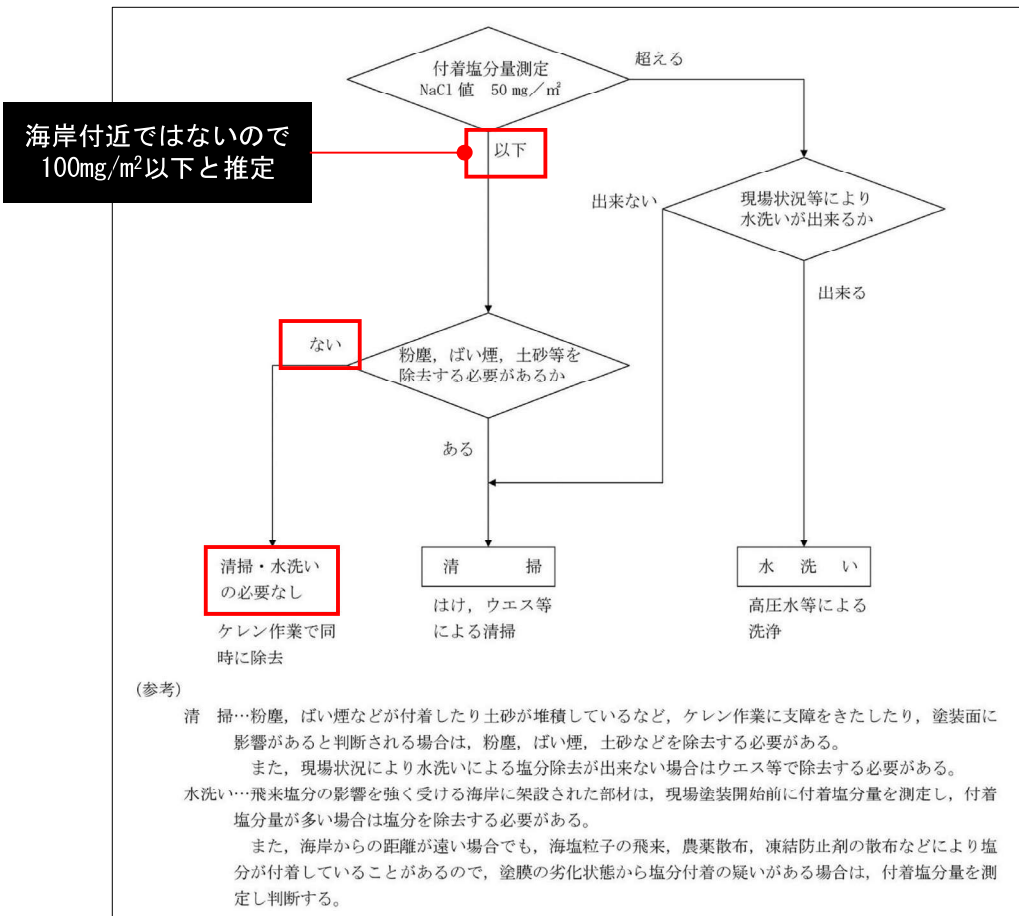 付着塩分量測定
NaCl値 50 mg／㎡
超える
海岸付近ではないので
100mg/m²以下と推定
以下
現場状況等により
水洗いが出来るか
出来ない
出来る
ない
粉塵，ばい煙，土砂等を
除去する必要があるか
ある
清掃・水洗い
の必要なし
ケレン作業で同
時に除去
清 掃
はけ，ウエス等
による清掃
水 洗 い
高圧水等による
洗浄
(参考)
清 掃…粉塵，ばい煙などが付着したり土砂が堆積しているなど，ケレン作業に支障をきたしたり，塗装面に
影響があると判断される場合は，粉塵，ばい煙，土砂などを除去する必要がある。
また，現場状況により水洗いによる塩分除去が出来ない場合はウエス等で除去する必要がある。
水洗い…飛来塩分の影響を強く受ける海岸に架設された部材は，現場塗装開始前に付着塩分量を測定し，付着
塩分量が多い場合は塩分を除去する必要がある。
また，海岸からの距離が遠い場合でも，海塩粒子の飛来，農薬散布，凍結防止剤の散布などにより塩
分が付着していることがあるので，塗膜の劣化状態から塩分付着の疑いがある場合は，付着塩分量を測
定し判断する。